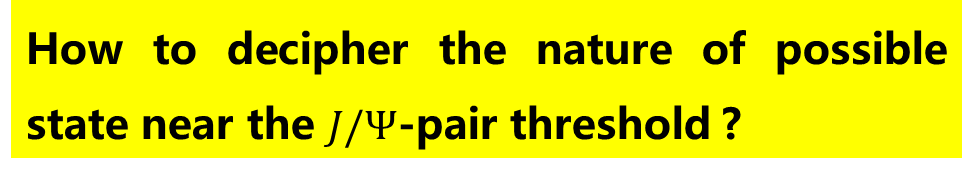 How to decipher the nature of possible
state near the J/Ψ-pair threshold？